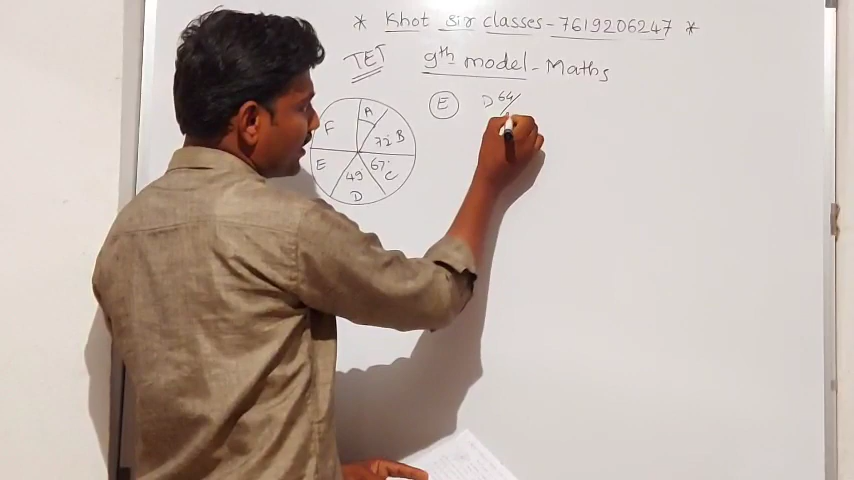 * Khot sir classes - 7619206247 *
TET 9th model - Maths
E D 64/
A
F
72° B
E 67° C
49
D